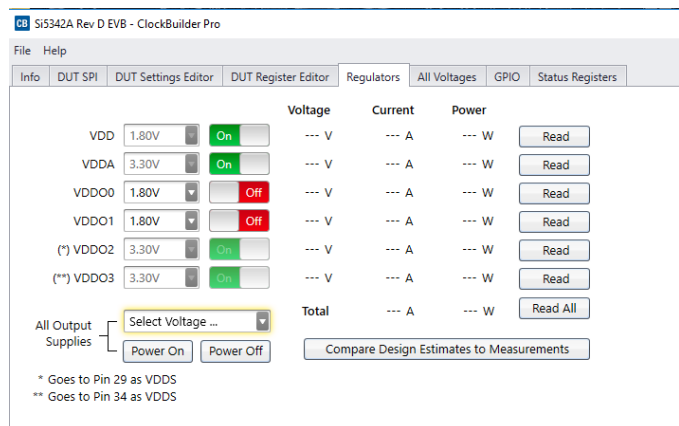 CB Si5342A Rev D EVB - ClockBuilder Pro
File Help
Info DUT SPI DUT Settings Editor DUT Register Editor Regulators All Voltages GPIO Status Registers
Voltage Current Power
VDD 1.80V On --- V --- A --- W Read
VDDA 3.30V On --- V --- A --- W Read
VDDO0 1.80V Off --- V --- A --- W Read
VDDO1 1.80V Off --- V --- A --- W Read
(*) VDDO2 3.30V On --- V --- A --- W Read
(**) VDDO3 3.30V On --- V --- A --- W Read
All Output Supplies Select Voltage ... Total --- A --- W Read All
Power On Power Off Compare Design Estimates to Measurements
* Goes to Pin 29 as VDDS
** Goes to Pin 34 as VDDS